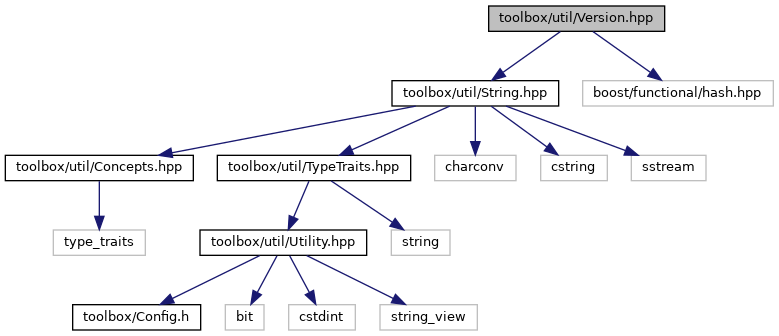 toolbox/util/Version.hpp
toolbox/util/String.hpp
boost/functional/hash.hpp
toolbox/util/Concepts.hpp
toolbox/util/TypeTraits.hpp
charconv
cstring
sstream
type_traits
toolbox/util/Utility.hpp
string
toolbox/Config.h
bit
cstdint
string_view